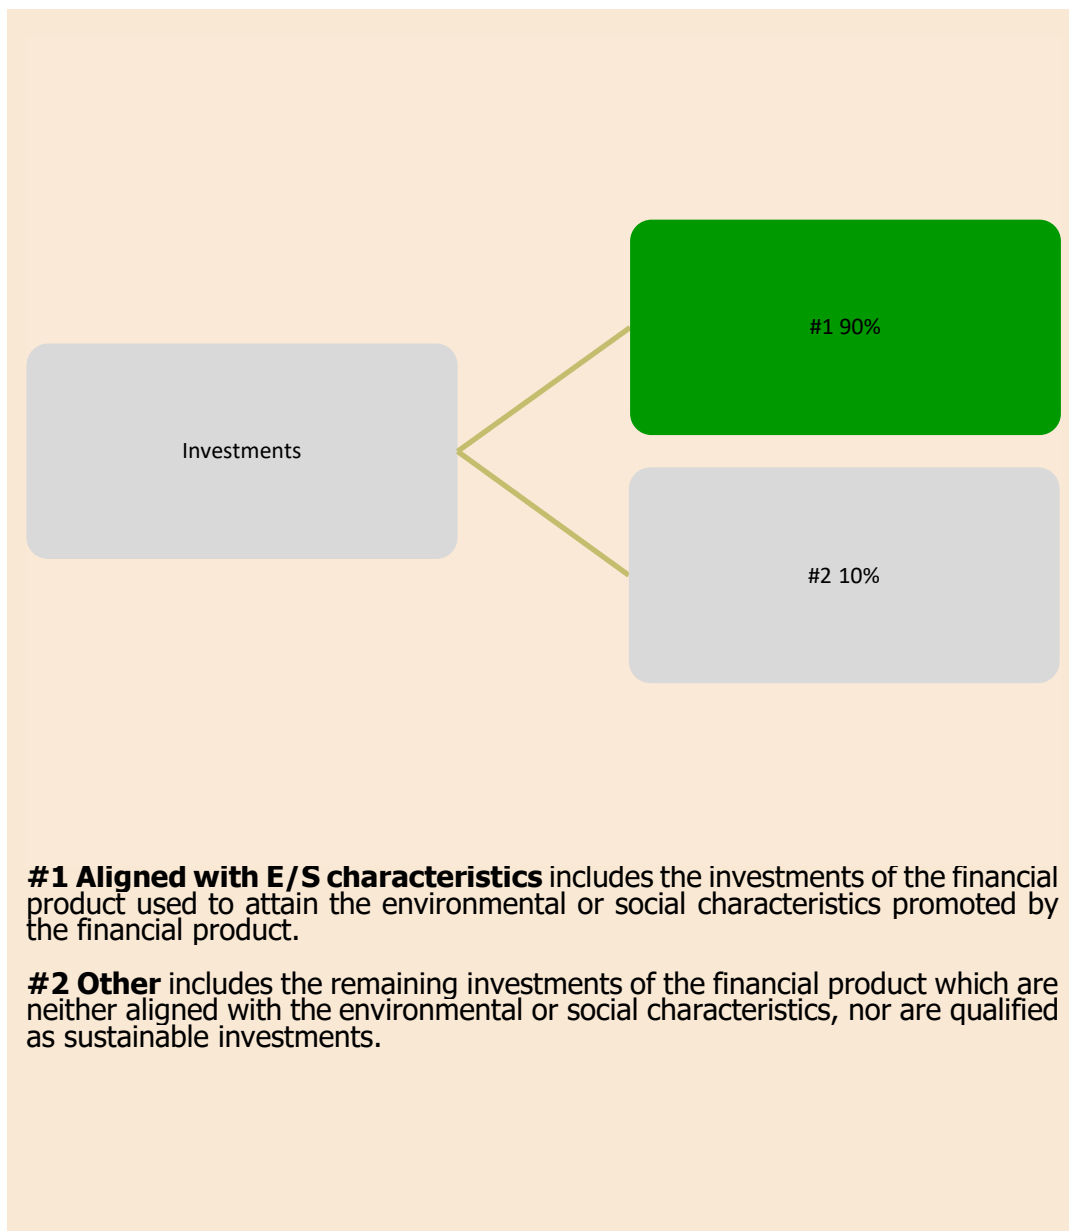 #1 90%
Investments
#2 10%
#1 Aligned with E/S characteristics includes the investments of the financial
product used to attain the environmental or social characteristics promoted by
the financial product.
#2 Other includes the remaining investments of the financial product which are
neither aligned with the environmental or social characteristics, nor are qualified
as sustainable investments.